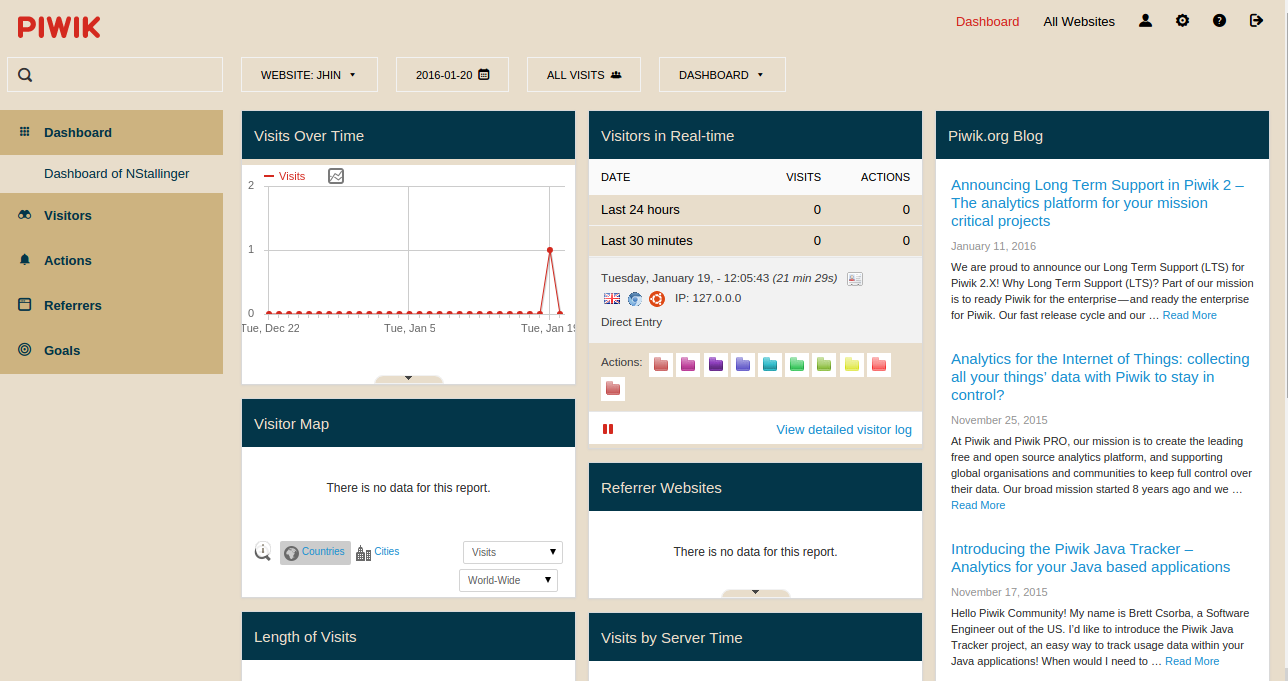 PIWIK
Dashboard
All Websites
WEBSITE: JHIN
2016-01-20
ALL VISITS
DASHBOARD
Dashboard
Dashboard of NStallinger
Visitors
Actions
Referrers
Goals
Visits Over Time
Visits
2
1
0
Tue, Dec 22
Tue, Jan 5
Tue, Jan 19
Visitor Map
There is no data for this report.
Countries
Cities
Visits
World-Wide
Length of Visits
Visitors in Real-time
DATE VISITS ACTIONS
Last 24 hours 0 0
Last 30 minutes 0 0
Tuesday, January 19, - 12:05:43 (21 min 29s)
IP: 127.0.0.0
Direct Entry
Actions:
View detailed visitor log
Referrer Websites
There is no data for this report.
Visits by Server Time
Piwik.org Blog
Announcing Long Term Support in Piwik 2 –
The analytics platform for your mission
critical projects
January 11, 2016
We are proud to announce our Long Term Support (LTS) for
Piwik 2.X! Why Long Term Support (LTS)? Part of our mission
is to ready Piwik for the enterprise — and ready the enterprise
for Piwik. Our fast release cycle and our … Read More
Analytics for the Internet of Things: collecting
all your things’ data with Piwik to stay in
control?
November 25, 2015
At Piwik and Piwik PRO, our mission is to create the leading
free and open source analytics platform, and supporting
global organisations and communities to keep full control over
their data. Our broad mission started 8 years ago and we …
Read More
Introducing the Piwik Java Tracker –
Analytics for your Java based applications
November 17, 2015
Hello Piwik Community! My name is Brett Csorba, a Software
Engineer out of the US. I’d like to introduce the Piwik Java
Tracker project, an easy way to track usage data within your
Java applications! When would I need to … Read More